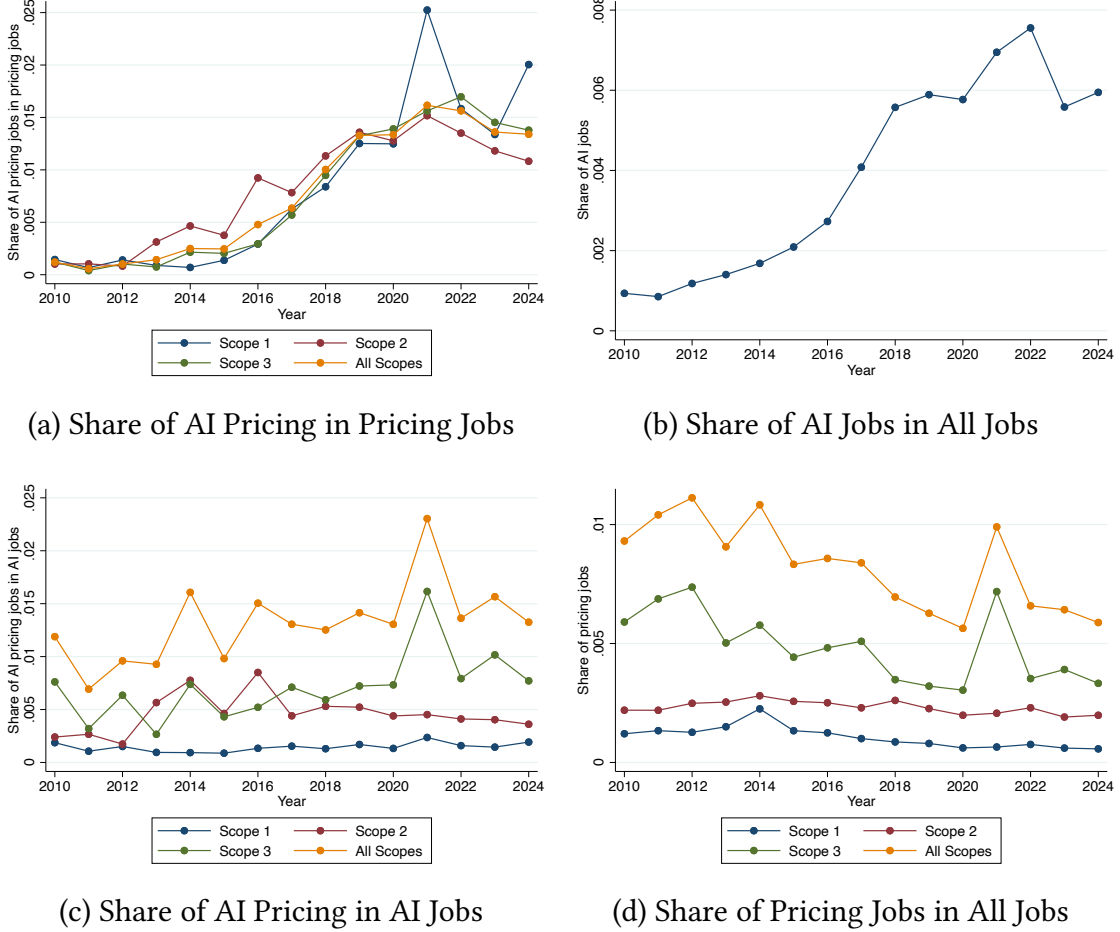 Share of AI pricing jobs in pricing jobs
.025
.02
.015
.01
.005
0
2010 2012 2014 2016 2018 2020 2022 2024
Year
Scope 1 Scope 2
Scope 3 All Scopes
(a) Share of AI Pricing in Pricing Jobs
Share of AI jobs
.008
.006
.004
.002
0
2010 2012 2014 2016 2018 2020 2022 2024
Year
(b) Share of AI Jobs in All Jobs
Share of AI pricing jobs in AI jobs
.025
.02
.015
.01
.005
0
2010 2012 2014 2016 2018 2020 2022 2024
Year
Scope 1 Scope 2
Scope 3 All Scopes
(c) Share of AI Pricing in AI Jobs
Share of pricing jobs
.01
.005
0
2010 2012 2014 2016 2018 2020 2022 2024
Year
Scope 1 Scope 2
Scope 3 All Scopes
(d) Share of Pricing Jobs in All Jobs